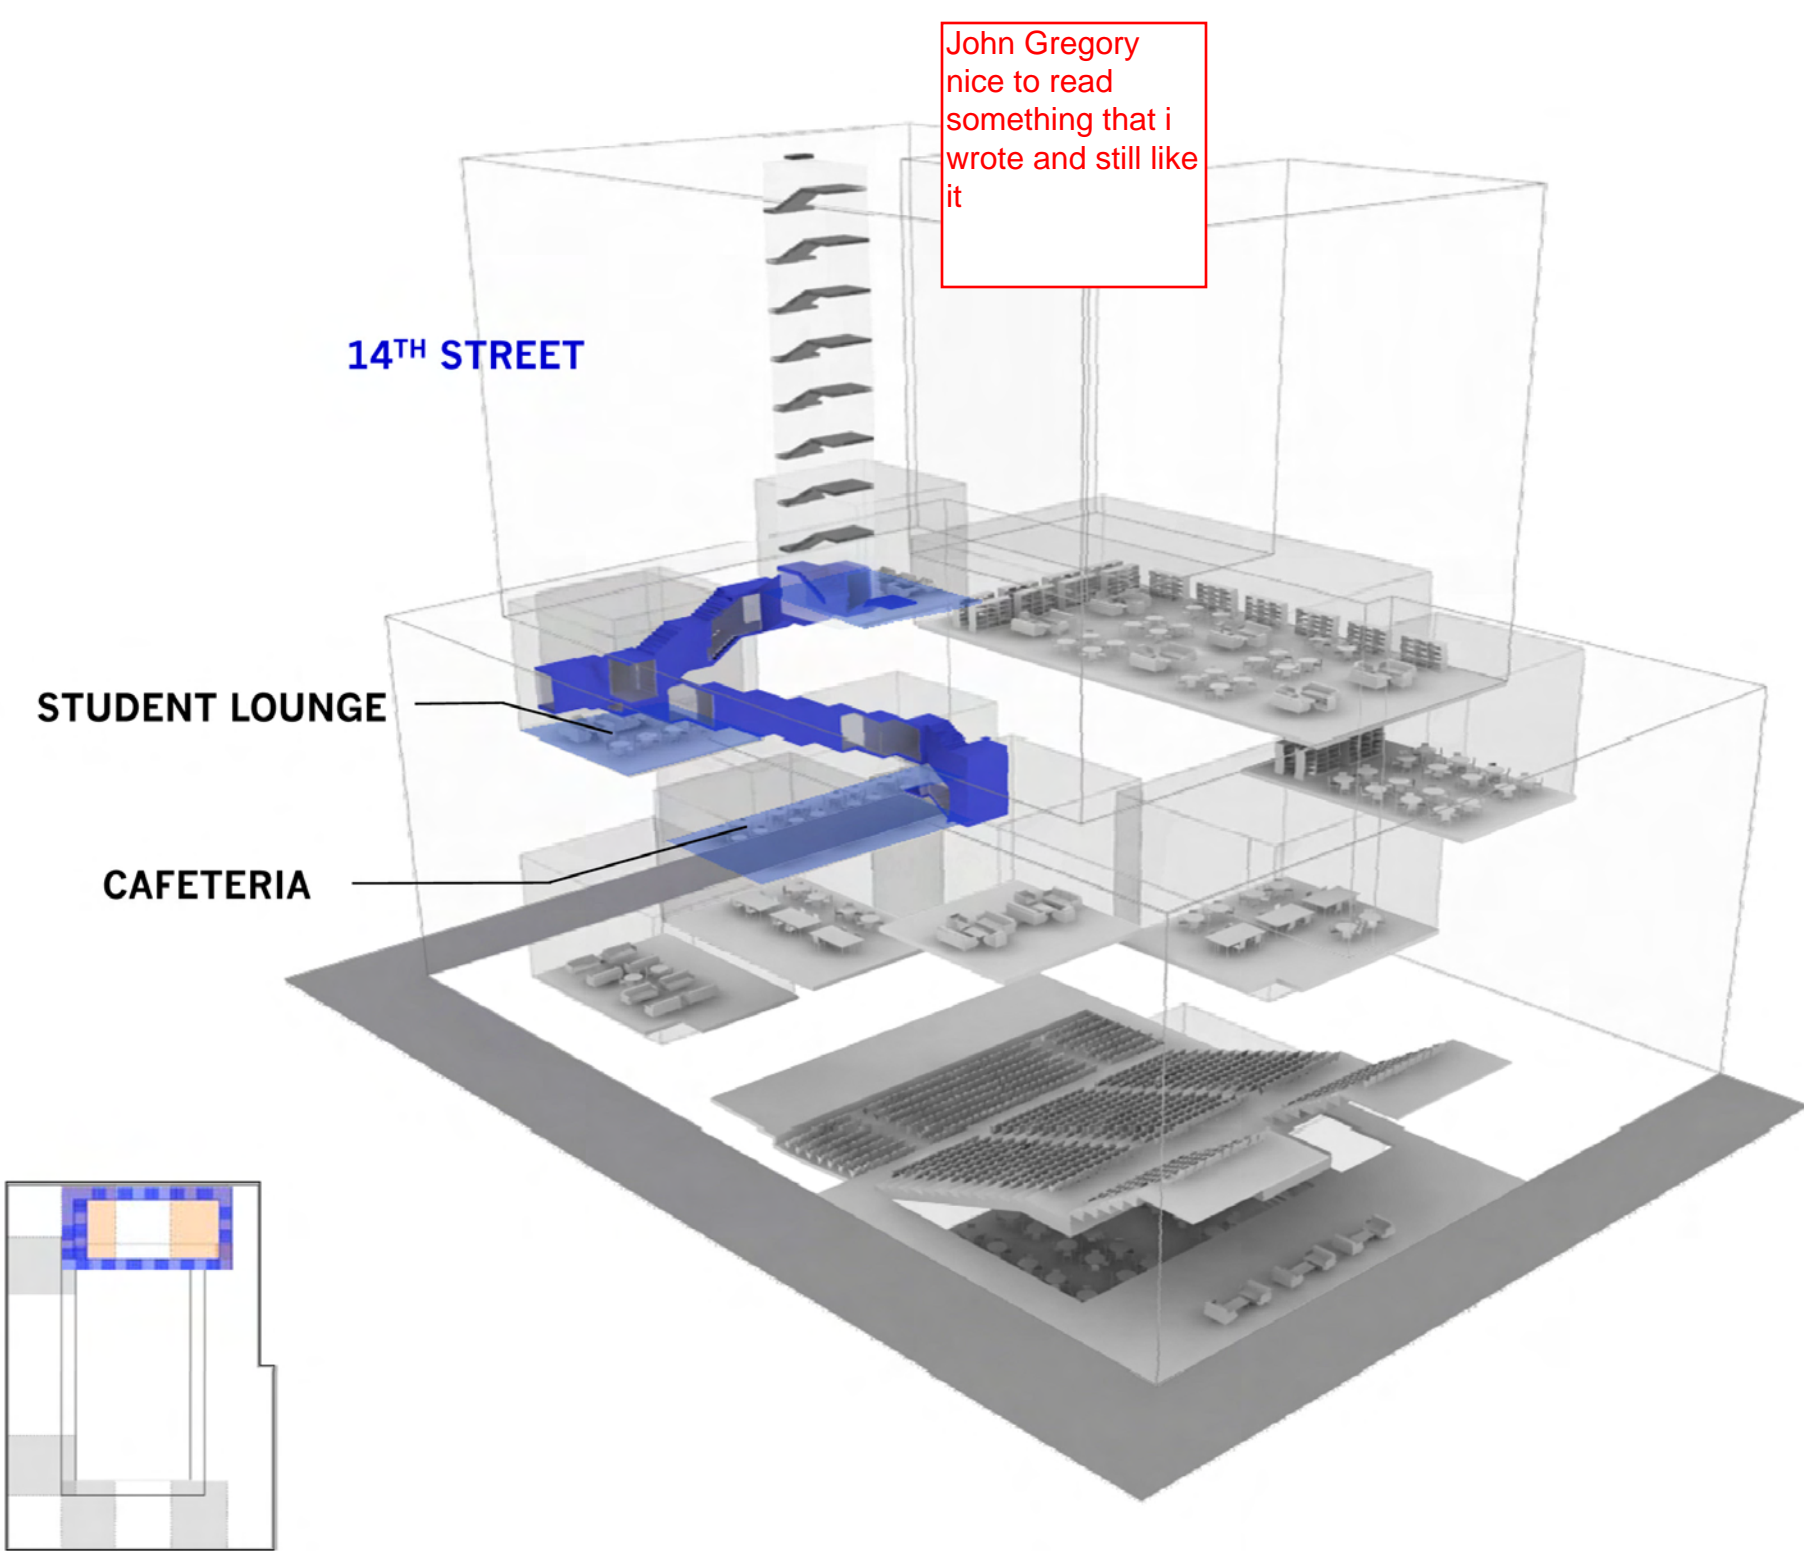 John Gregory
nice to read
something that i
wrote and still like
it
14TH STREET
STUDENT LOUNGE
CAFETERIA